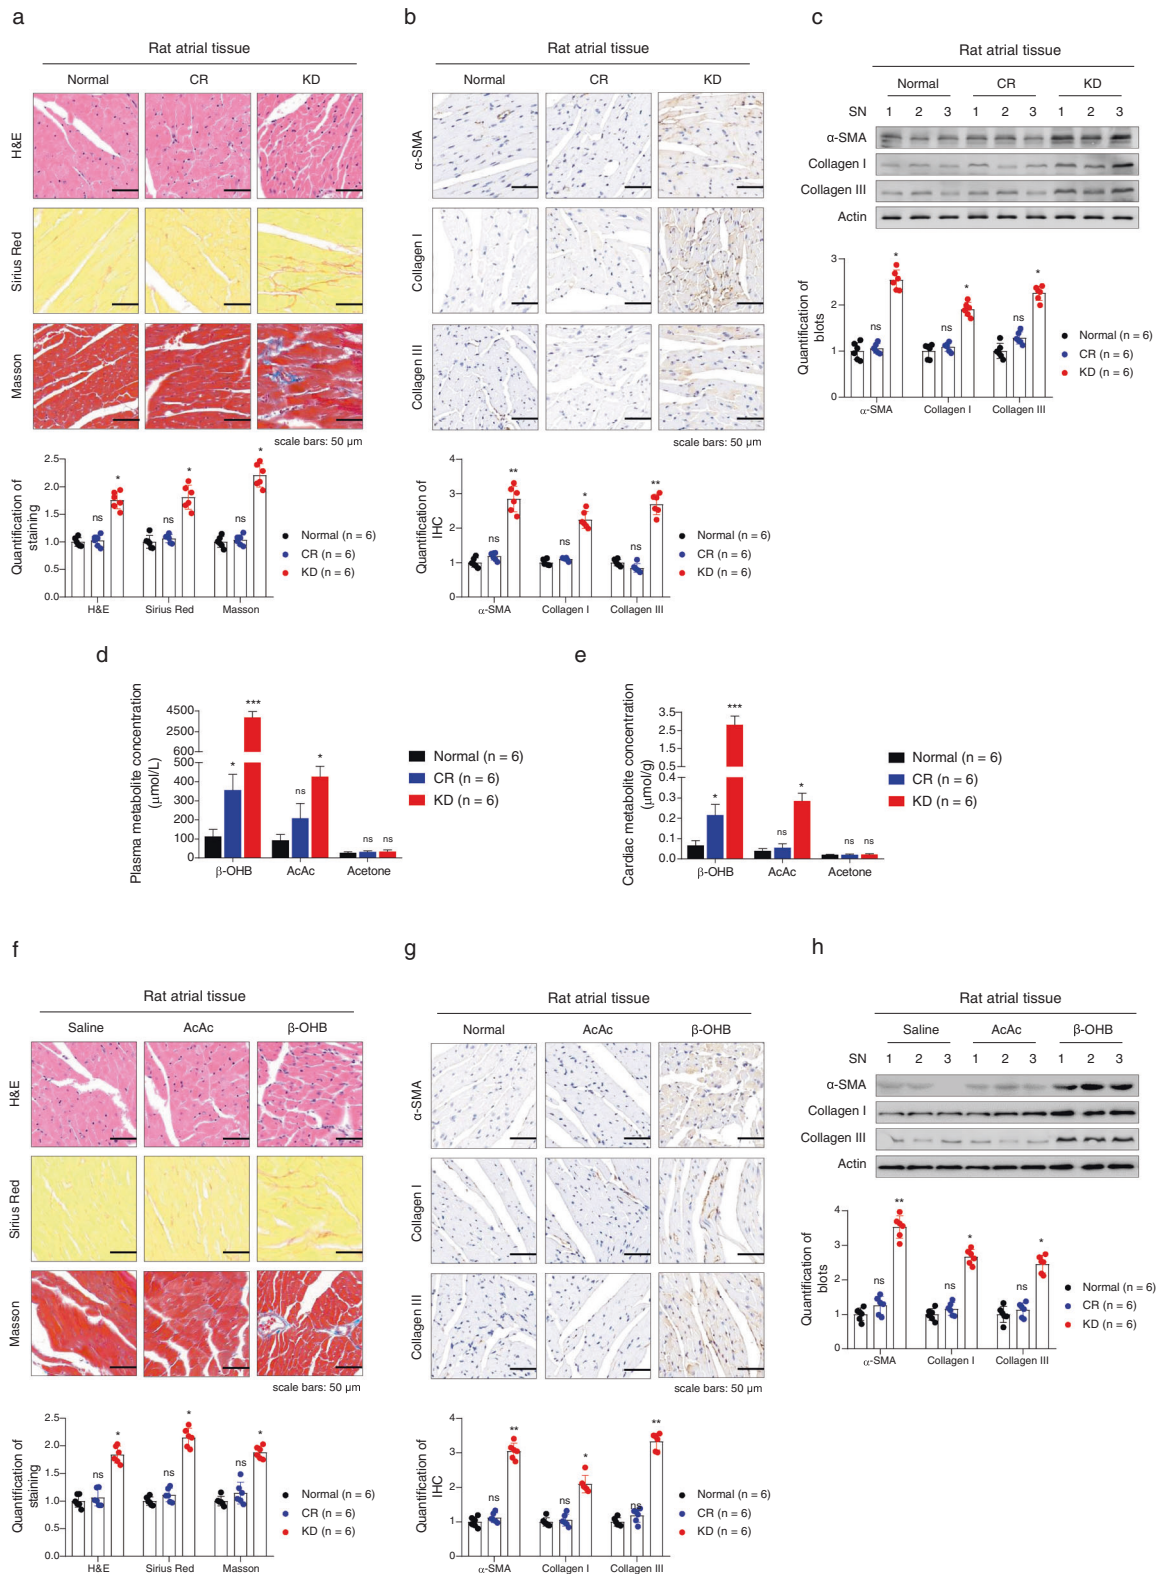 a
Rat atrial tissue
Normal CR KD
H&E
Sirius Red
Masson
scale bars: 50 µm
Quantification of staining
2.5
2.0
1.5
1.0
0.5
0.0
ns * ns * ns *
H&E Sirius Red Masson
Normal (n = 6)
CR (n = 6)
KD (n = 6)
b
Rat atrial tissue
Normal CR KD
α-SMA
Collagen I
Collagen III
scale bars: 50 µm
Quantification of IHC
4
3
2
1
0
ns ** ns * ns **
α-SMA Collagen I Collagen III
Normal (n = 6)
CR (n = 6)
KD (n = 6)
c
Rat atrial tissue
Normal CR KD
SN 1 2 3 1 2 3 1 2 3
α-SMA
Collagen I
Collagen III
Actin
Quantification of blots
3
2
1
0
ns * ns * ns *
α-SMA Collagen I Collagen III
Normal (n = 6)
CR (n = 6)
KD (n = 6)
d
Plasma metabolite concentration (µmol/L)
4500
2500
600
500
400
300
200
100
0
* *** ns * ns ns
β-OHB AcAc Acetone
Normal (n = 6)
CR (n = 6)
KD (n = 6)
e
Cardiac metabolite concentration (µmol/g)
3.5
2.5
1.5
0.4
0.4
0.3
0.2
0.1
0.0
* *** ns * ns ns
β-OHB AcAc Acetone
Normal (n = 6)
CR (n = 6)
KD (n = 6)
f
Rat atrial tissue
Saline AcAc β-OHB
H&E
Sirius Red
Masson
scale bars: 50 µm
Quantification of staining
2.5
2.0
1.5
1.0
0.5
0.0
ns * ns * ns *
H&E Sirius Red Masson
Normal (n = 6)
CR (n = 6)
KD (n = 6)
g
Rat atrial tissue
Normal AcAc β-OHB
α-SMA
Collagen I
Collagen III
scale bars: 50 µm
Quantification of IHC
4
3
2
1
0
ns ** ns * ns **
α-SMA Collagen I Collagen III
Normal (n = 6)
CR (n = 6)
KD (n = 6)
h
Rat atrial tissue
Saline AcAc β-OHB
SN 1 2 3 1 2 3 1 2 3
α-SMA
Collagen I
Collagen III
Actin
Quantification of blots
4
3
2
1
0
ns ** ns * ns *
α-SMA Collagen I Collagen III
Normal (n = 6)
CR (n = 6)
KD (n = 6)